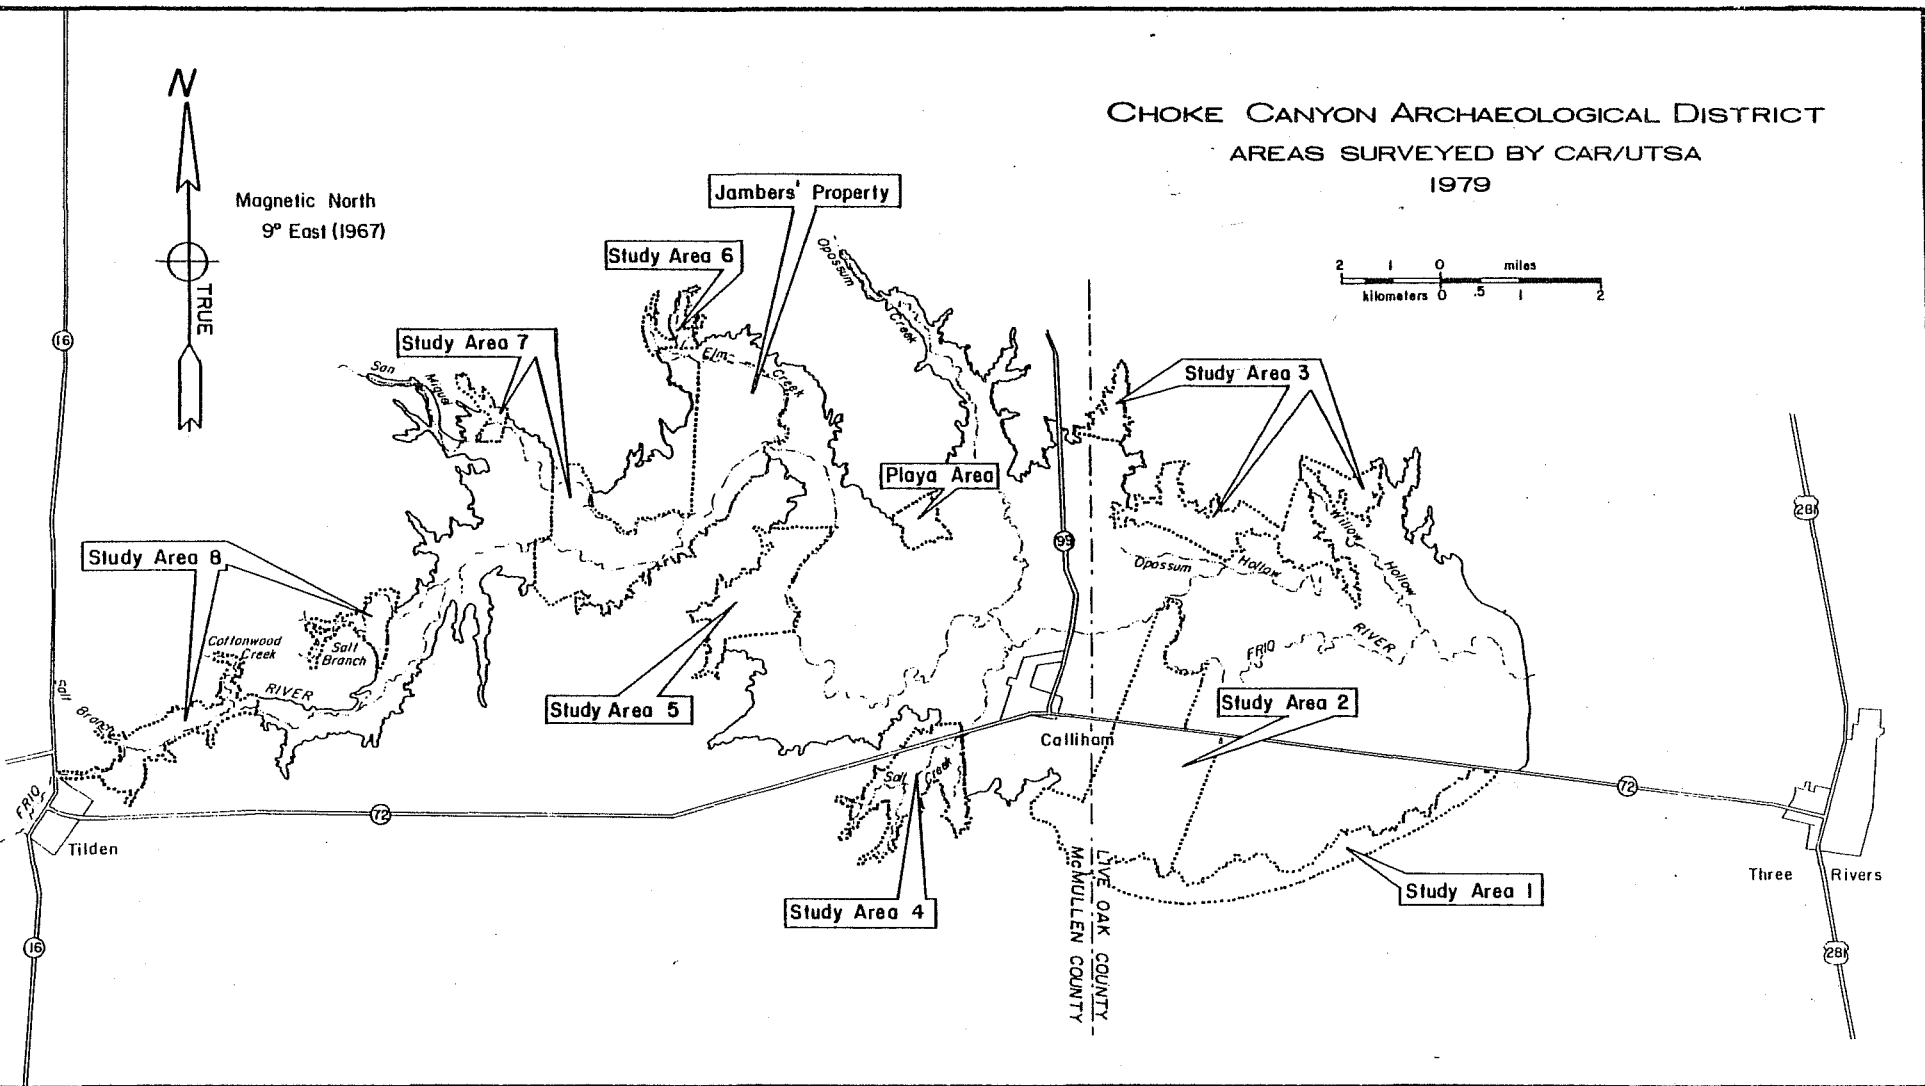 CHOKE CANYON ARCHAEOLOGICAL DISTRICT
AREAS SURVEYED BY CAR/UTSA
1979
N
TRUE
Magnetic North
9° East (1967)
2 1 0 miles
kilometers 0 .5 1 2
Jambers' Property
Study Area 6
Opossum
Creek
Study Area 7
Elm
Creek
San
Miguel
Study Area 3
16
Playa Area
281
Willow
Hollow
99
Study Area 8
Opossum
Hollow
Cottonwood
Creek
Salt
Branch
FRIO
RIVER
Salt
Branch
RIVER
Study Area 5
Study Area 2
Calliham
Salt
Creek
72
72
FRIO
Tilden
Three Rivers
Study Area 1
Study Area 4
LIVE OAK COUNTY
McMULLEN COUNTY
16
281